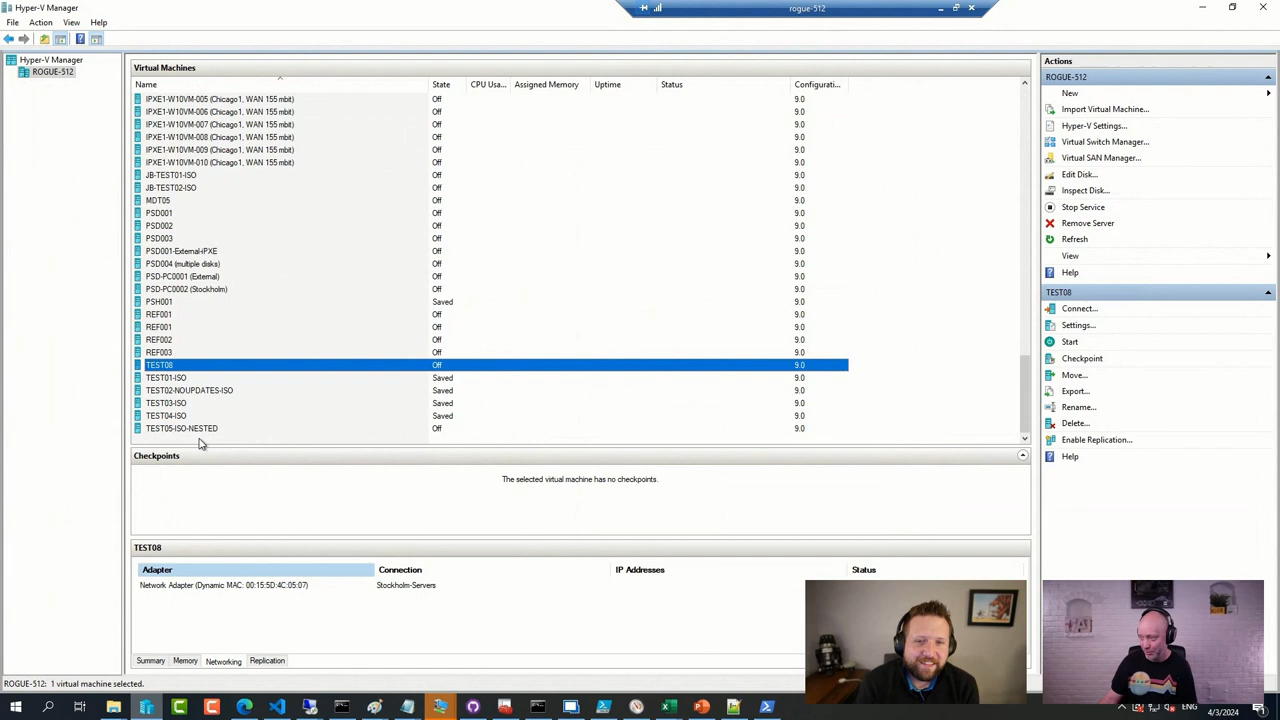 Hyper-V Manager
rogue-512
File Action View Help
Hyper-V Manager
ROGUE-512
Virtual Machines
Name State CPU Usa... Assigned Memory Uptime Status Configurati...
IPXE1-W10VM-005 (Chicago1, WAN 155 mbit) Off 9.0
IPXE1-W10VM-006 (Chicago1, WAN 155 mbit) Off 9.0
IPXE1-W10VM-007 (Chicago1, WAN 155 mbit) Off 9.0
IPXE1-W10VM-008 (Chicago1, WAN 155 mbit) Off 9.0
IPXE1-W10VM-009 (Chicago1, WAN 155 mbit) Off 9.0
IPXE1-W10VM-010 (Chicago1, WAN 155 mbit) Off 9.0
JB-TEST01-ISO Off 9.0
JB-TEST02-ISO Off 9.0
MDT05 Off 9.0
PSD001 Off 9.0
PSD002 Off 9.0
PSD003 Off 9.0
PSD001-External-iPXE Off 9.0
PSD004 (multiple disks) Off 9.0
PSD-PC0001 (External) Off 9.0
PSD-PC0002 (Stockholm) Off 9.0
PSH001 Saved 9.0
REF001 Off 9.0
REF001 Off 9.0
REF002 Off 9.0
REF003 Off 9.0
TEST08 Off 9.0
TEST01-ISO Saved 9.0
TEST02-NOUPDATES-ISO Saved 9.0
TEST03-ISO Saved 9.0
TEST04-ISO Saved 9.0
TEST05-ISO-NESTED Off 9.0
Checkpoints
The selected virtual machine has no checkpoints.
TEST08
Adapter Connection IP Addresses Status
Network Adapter (Dynamic MAC: 00:15:5D:4C:05:07) Stockholm-Servers
Summary Memory Networking Replication
Actions
ROGUE-512
New
Import Virtual Machine...
Hyper-V Settings...
Virtual Switch Manager...
Virtual SAN Manager...
Edit Disk...
Inspect Disk...
Stop Service
Remove Server
Refresh
View
Help
TEST08
Connect...
Settings...
Start
Checkpoint
Move...
Export...
Rename...
Delete...
Enable Replication...
Help
ROGUE-512: 1 virtual machine selected.
ENG
4/3/2024